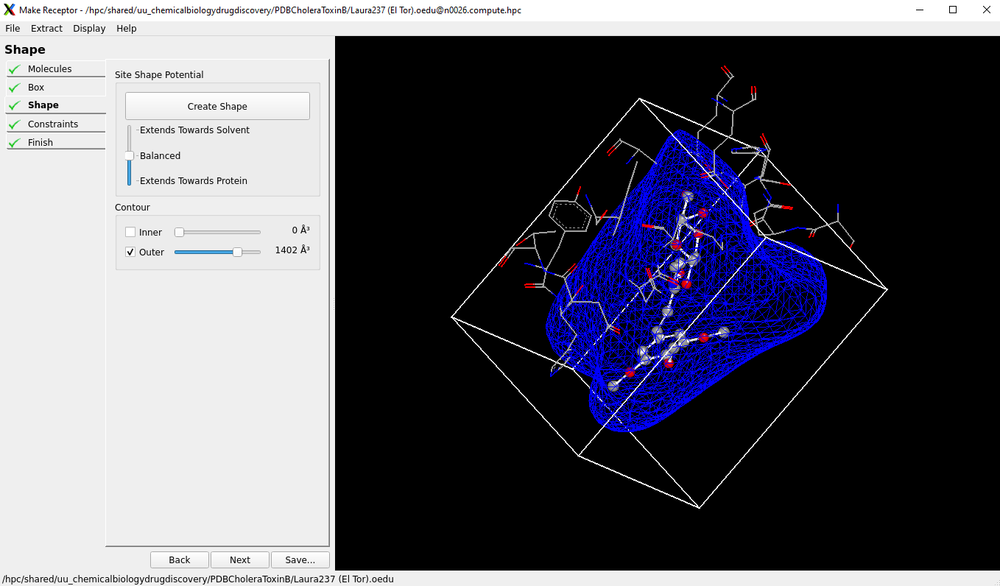 Make Receptor - /hpc/shared/uu_chemicalbiologydrugdiscovery/PDBCholeraToxinB/Laura237 (El Tor).oedu@n0026.compute.hpc
File Extract Display Help
Shape
Molecules
Box
Shape
Constraints
Finish
Site Shape Potential
Create Shape
Extends Towards Solvent
Balanced
Extends Towards Protein
Contour
Inner 0 Å³
Outer 1402 Å³
Back Next Save...
/hpc/shared/uu_chemicalbiologydrugdiscovery/PDBCholeraToxinB/Laura237 (El Tor).oedu